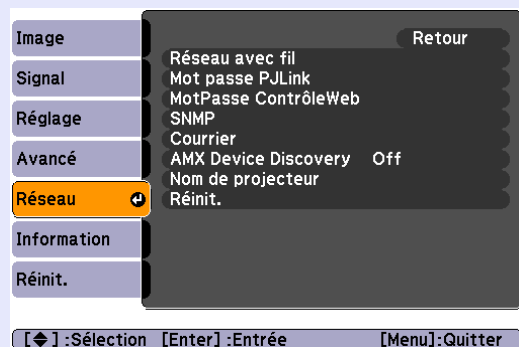 Image
Signal
Réglage
Avancé
Réseau
Information
Réinit.
Retour
Réseau avec fil
Mot passe PJLink
MotPasse ContrôleWeb
SNMP
Courrier
AMX Device Discovery Off
Nom de projecteur
Réinit.
[◆] :Sélection [Enter] :Entrée [Menu]:Quitter